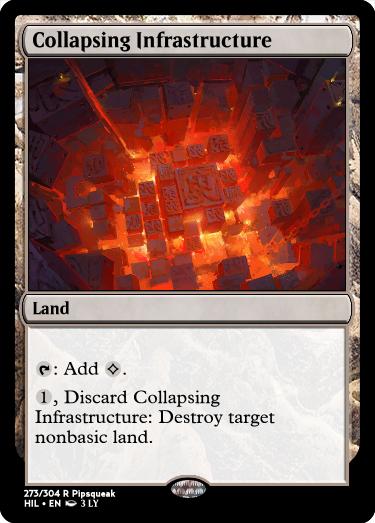 Collapsing Infrastructure
Land
: Add .
1, Discard Collapsing
Infrastructure: Destroy target
nonbasic land.
273/304 R Pipsqueak
HIL • EN 3 LY